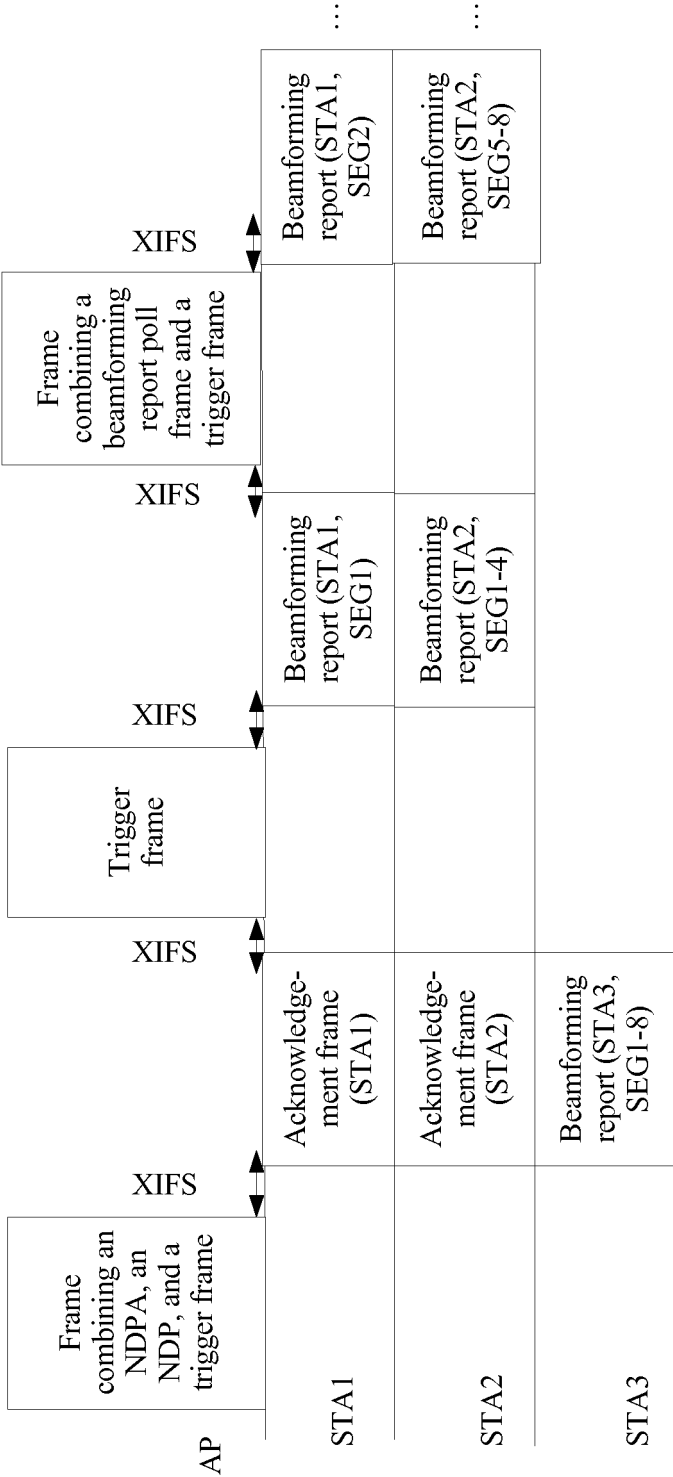 AP
Frame
combining an
NDPA, an
NDP, and a
trigger frame
XIFS
XIFS
Trigger
frame
XIFS
XIFS
Frame
combining a
beamforming
report poll
frame and a
trigger frame
XIFS
STA1
Acknowledge-
ment frame
(STA1)
Beamforming
report (STA1,
SEG1)
Beamforming
report (STA1,
SEG2)
...
STA2
Acknowledge-
ment frame
(STA2)
Beamforming
report (STA2,
SEG1-4)
Beamforming
report (STA2,
SEG5-8)
...
STA3
Beamforming
report (STA3,
SEG1-8)